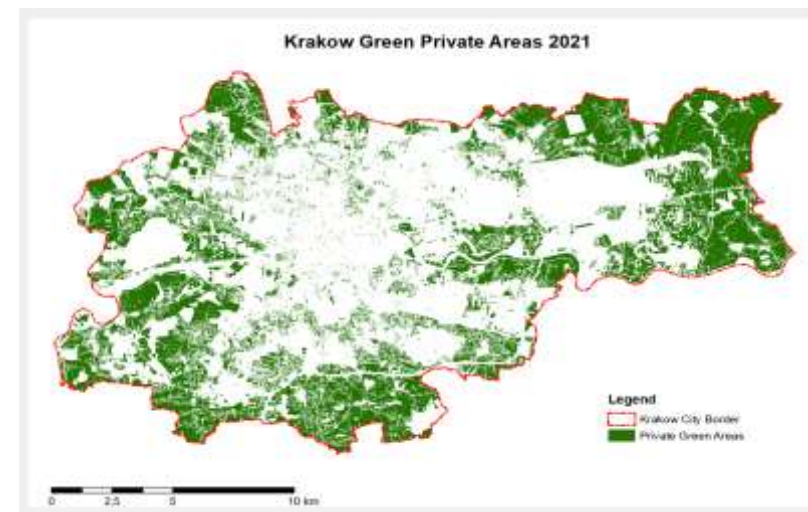 Krakow Green Private Areas 2021
Legend
Krakow City Border
Private Green Areas
0 2,5 5 10 km